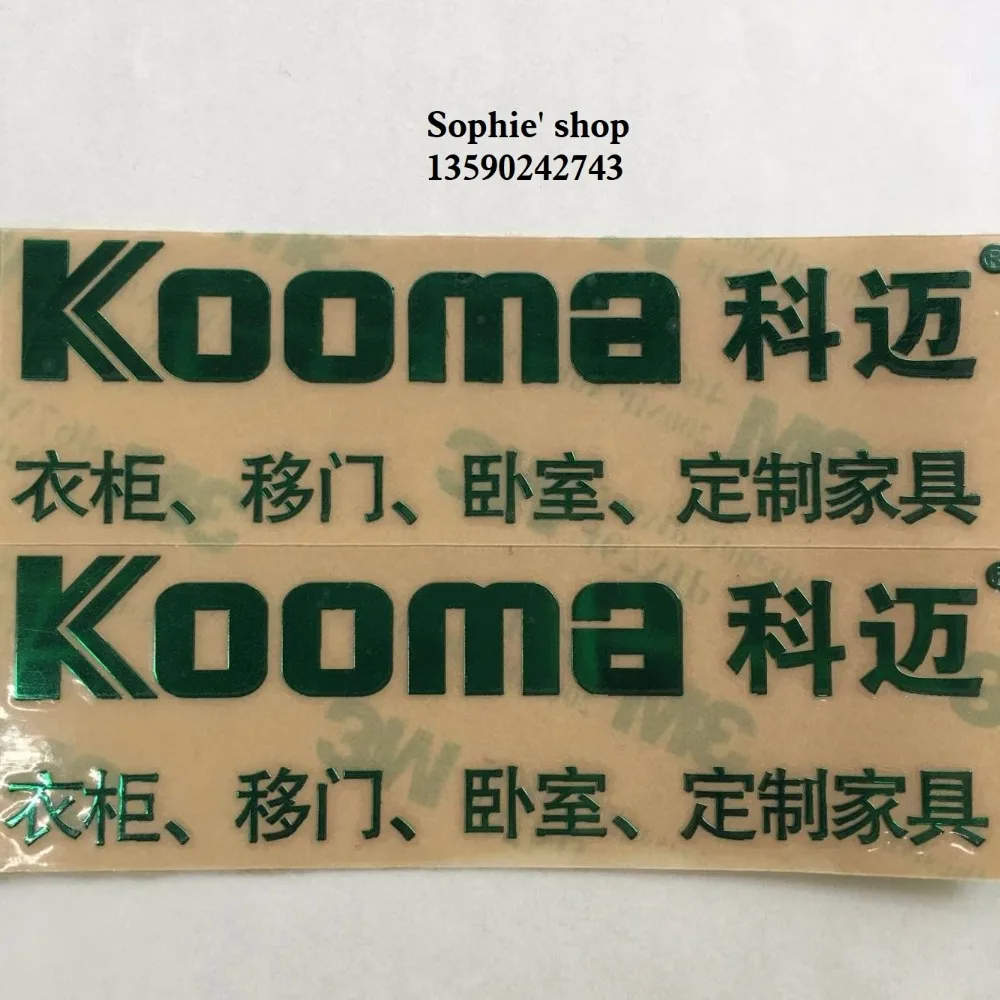 Sophie' shop
13590242743
Kooma 科迈®
衣柜、移门、卧室、定制家具
Kooma 科迈®
衣柜、移门、卧室、定制家具